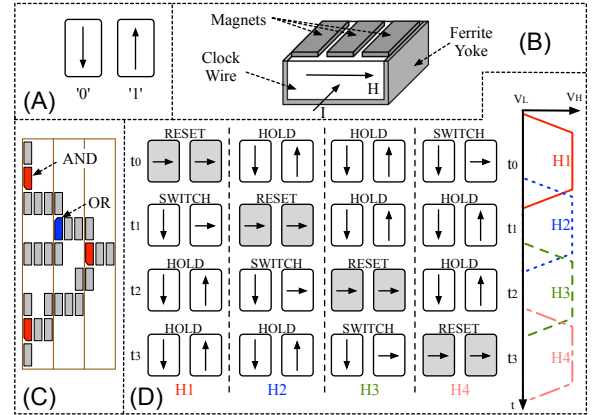 '0' '1'
(A)
Magnets
Ferrite
Yoke
(B)
Clock
Wire
H
I
AND
OR
(C)
RESET HOLD HOLD SWITCH
t0
SWITCH RESET HOLD HOLD
t1
HOLD SWITCH RESET HOLD
t2
HOLD HOLD SWITCH RESET
t3
(D) H1 H2 H3 H4
VL VH
t0 H1
t1 H2
t2 H3
t3 H4
t